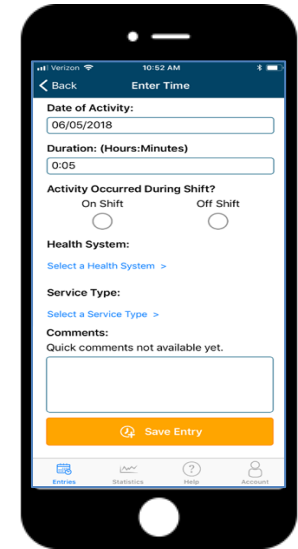 Verizon 10:52 AM
Back Enter Time
Date of Activity:
06/05/2018
Duration: (Hours:Minutes)
0:05
Activity Occurred During Shift?
On Shift Off Shift
Health System:
Select a Health System >
Service Type:
Select a Service Type >
Comments:
Quick comments not available yet.
Save Entry
Entries Statistics Help Account